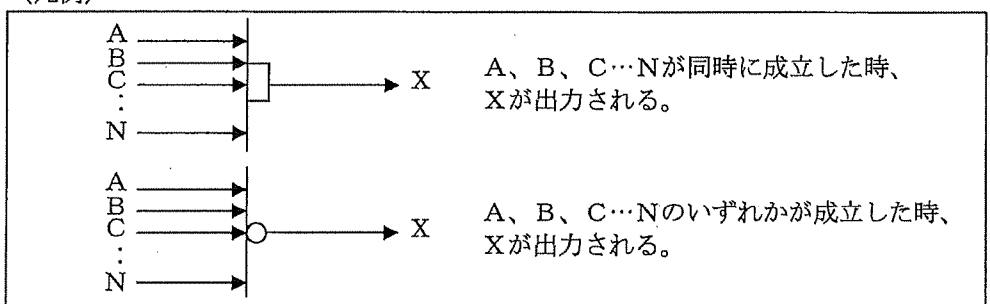 A
B
C
⋮
N
X
A、B、C…Nが同時に成立した時、
Xが出力される。
A
B
C
⋮
N
X
A、B、C…Nのいずれかが成立した時、
Xが出力される。